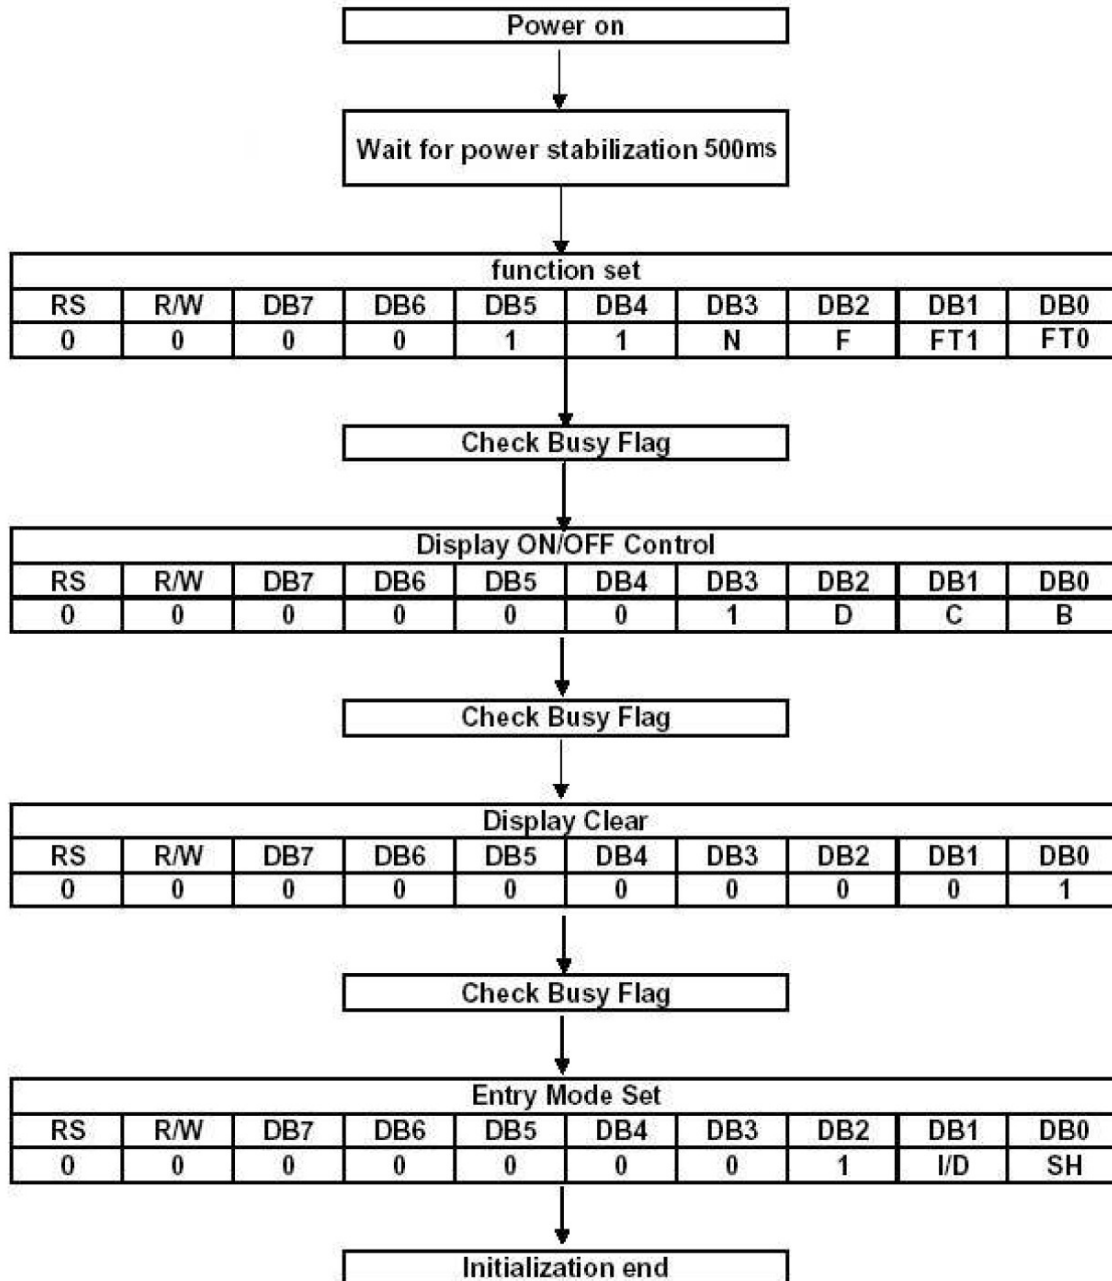 Power on
Wait for power stabilization 500ms
function set
RS R/W DB7 DB6 DB5 DB4 DB3 DB2 DB1 DB0
0 0 0 0 1 1 N F FT1 FT0
Check Busy Flag
Display ON/OFF Control
RS R/W DB7 DB6 DB5 DB4 DB3 DB2 DB1 DB0
0 0 0 0 0 0 1 D C B
Check Busy Flag
Display Clear
RS R/W DB7 DB6 DB5 DB4 DB3 DB2 DB1 DB0
0 0 0 0 0 0 0 0 0 1
Check Busy Flag
Entry Mode Set
RS R/W DB7 DB6 DB5 DB4 DB3 DB2 DB1 DB0
0 0 0 0 0 0 0 1 I/D SH
Initialization end